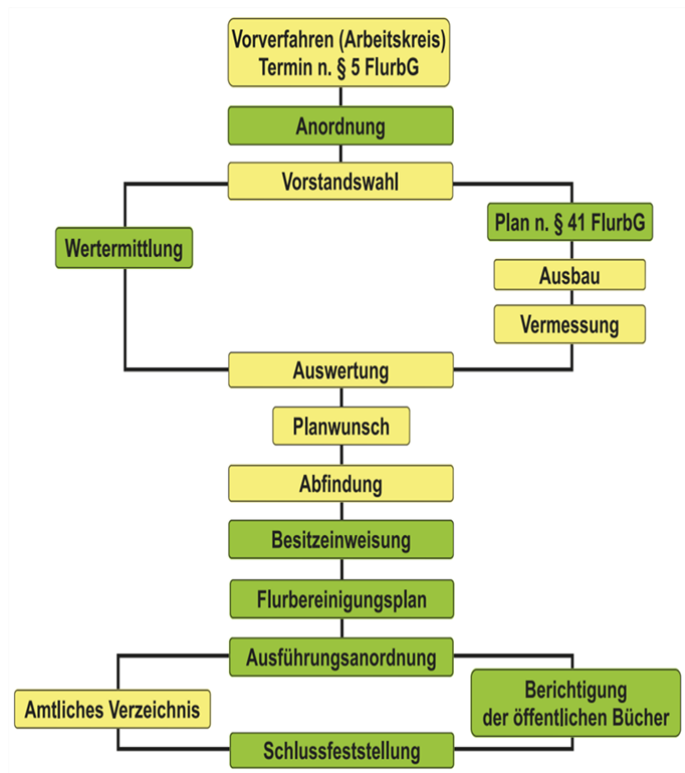 Vorverfahren (Arbeitskreis)
Termin n. § 5 FlurbG
Anordnung
Vorstandswahl
Wertermittlung
Plan n. § 41 FlurbG
Ausbau
Vermessung
Auswertung
Planwunsch
Abfindung
Besitzeinweisung
Flurbereinigungsplan
Ausführungsanordnung
Amtliches Verzeichnis
Berichtigung
der öffentlichen Bücher
Schlussfeststellung